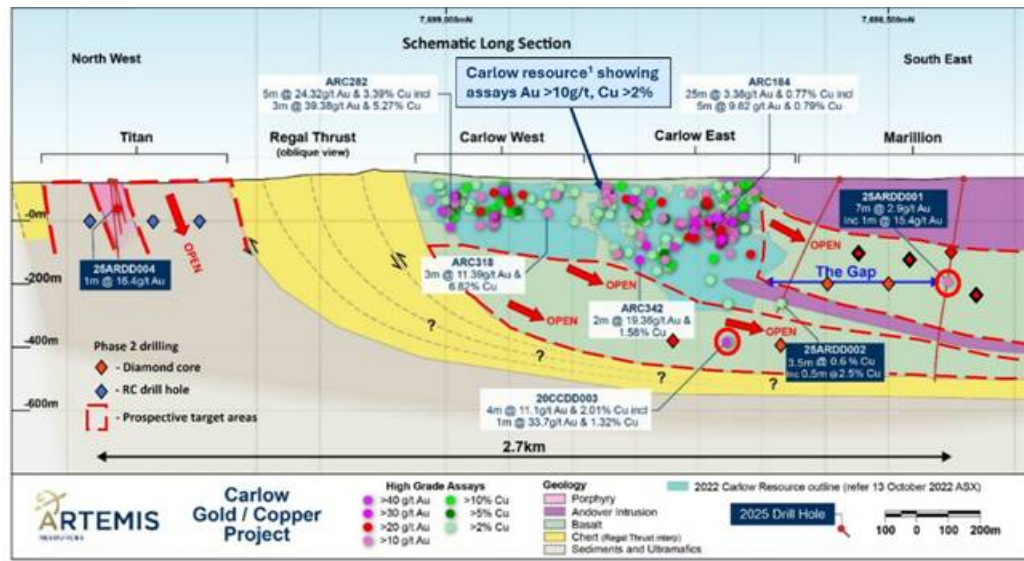 7,699,000mN
7,698,500mN
North West
Schematic Long Section
South East
ARC282
5m @ 24.32g/t Au & 3.39% Cu incl
3m @ 39.38g/t Au & 5.27% Cu
Carlow resource¹ showing
assays Au >10g/t, Cu >2%
ARC184
25m @ 3.38g/t Au & 0.77% Cu incl
5m @ 9.62 g/t Au & 0.79% Cu
Titan
Regal Thrust
(oblique view)
Carlow West
Carlow East
Marillion
-0m
-200m
-400m
-600m
25ARDD001
7m @ 2.9g/t Au
inc 1m @ 15.4g/t Au
OPEN
25ARDD004
1m @ 16.4g/t Au
ARC318
3m @ 11.39g/t Au &
6.82% Cu
OPEN
OPEN
The Gap
ARC342
2m @ 19.36g/t Au &
1.58% Cu
OPEN
OPEN
?
?
?
?
25ARDD002
3.5m @ 0.6 % Cu
Inc 0.5m @2.5% Cu
20CCDD003
4m @ 11.1g/t Au & 2.01% Cu incl
1m @ 33.7g/t Au & 1.32% Cu
Phase 2 drilling
- Diamond core
- RC drill hole
- Prospective target areas
2.7km
ARTEMIS
RESOURCES
Carlow
Gold / Copper
Project
High Grade Assays
>40 g/t Au
>30 g/t Au
>20 g/t Au
>10 g/t Au
>10% Cu
>5% Cu
>2% Cu
Geology
Porphyry
Andover Intrusion
Basalt
Chert (Regal Thrust interp)
Sediments and Ultramafics
2022 Carlow Resource outline (refer 13 October 2022 ASX)
2025 Drill Hole
100 0 100 200m